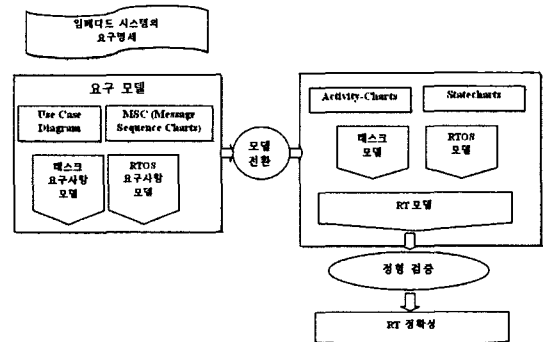 임베디드 시스템의
요구명세
요구 모델
Use Case
Diagram
MSC (Message
Sequence Charts)
태스크
요구사항
모델
RTOS
요구사항
모델
모델
전환
Activity-Charts
Statecharts
태스크
모델
RTOS
모델
RT 모델
정형 검증
RT 정확성